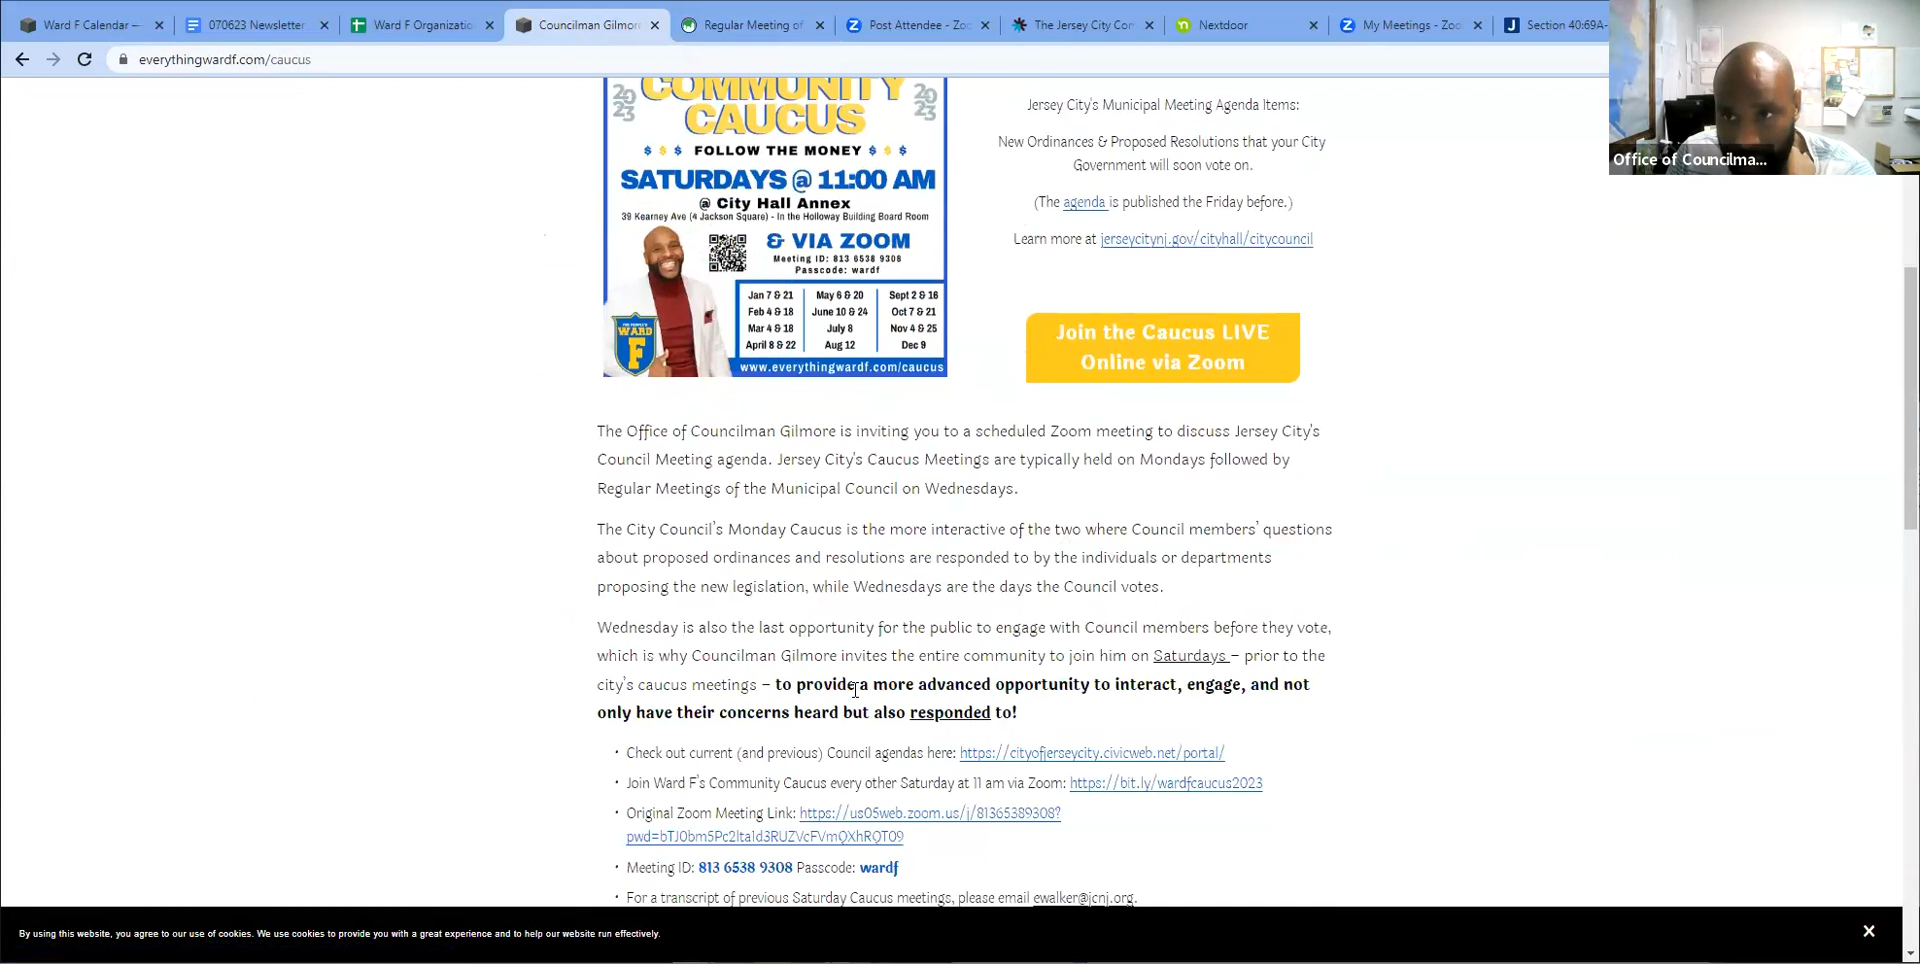 Ward F Calendar —
070623 Newsletter
Ward F Organizatio
Councilman Gilmore
Regular Meeting of
Post Attendee - Zoo
The Jersey City Con
Nextdoor
My Meetings - Zoo
Section 40:69A-
everythingwardf.com/caucus
Office of Councilma...
COMMUNITY
CAUCUS
2023
2023
$ $ $ FOLLOW THE MONEY $ $ $
SATURDAYS @ 11:00 AM
@ City Hall Annex
39 Kearney Ave (4 Jackson Square) - In the Holloway Building Board Room
& VIA ZOOM
Meeting ID: 813 6538 9308
Passcode: wardf
Jan 7 & 21 May 6 & 20 Sept 2 & 16
Feb 4 & 18 June 10 & 24 Oct 7 & 21
Mar 4 & 18 July 8 Nov 4 & 25
April 8 & 22 Aug 12 Dec 9
THE PEOPLE'S
WARD
F
www.everythingwardf.com/caucus
Jersey City's Municipal Meeting Agenda Items:
New Ordinances & Proposed Resolutions that your City
Government will soon vote on.
(The agenda is published the Friday before.)
Learn more at jerseycitynj.gov/cityhall/citycouncil
Join the Caucus LIVE
Online via Zoom
The Office of Councilman Gilmore is inviting you to a scheduled Zoom meeting to discuss Jersey City's
Council Meeting agenda. Jersey City's Caucus Meetings are typically held on Mondays followed by
Regular Meetings of the Municipal Council on Wednesdays.
The City Council's Monday Caucus is the more interactive of the two where Council members' questions
about proposed ordinances and resolutions are responded to by the individuals or departments
proposing the new legislation, while Wednesdays are the days the Council votes.
Wednesday is also the last opportunity for the public to engage with Council members before they vote,
which is why Councilman Gilmore invites the entire community to join him on Saturdays – prior to the
city's caucus meetings – to provide a more advanced opportunity to interact, engage, and not
only have their concerns heard but also responded to!
• Check out current (and previous) Council agendas here: https://cityofjerseycity.civicweb.net/portal/
• Join Ward F's Community Caucus every other Saturday at 11 am via Zoom: https://bit.ly/wardfcaucus2023
• Original Zoom Meeting Link: https://us05web.zoom.us/j/81365389308?
pwd=bTJ0bm5Pc2lta1d3RUZVcFVmQXhRQT09
• Meeting ID: 813 6538 9308 Passcode: wardf
• For a transcript of previous Saturday Caucus meetings, please email ewalker@jcnj.org.
By using this website, you agree to our use of cookies. We use cookies to provide you with a great experience and to help our website run effectively.